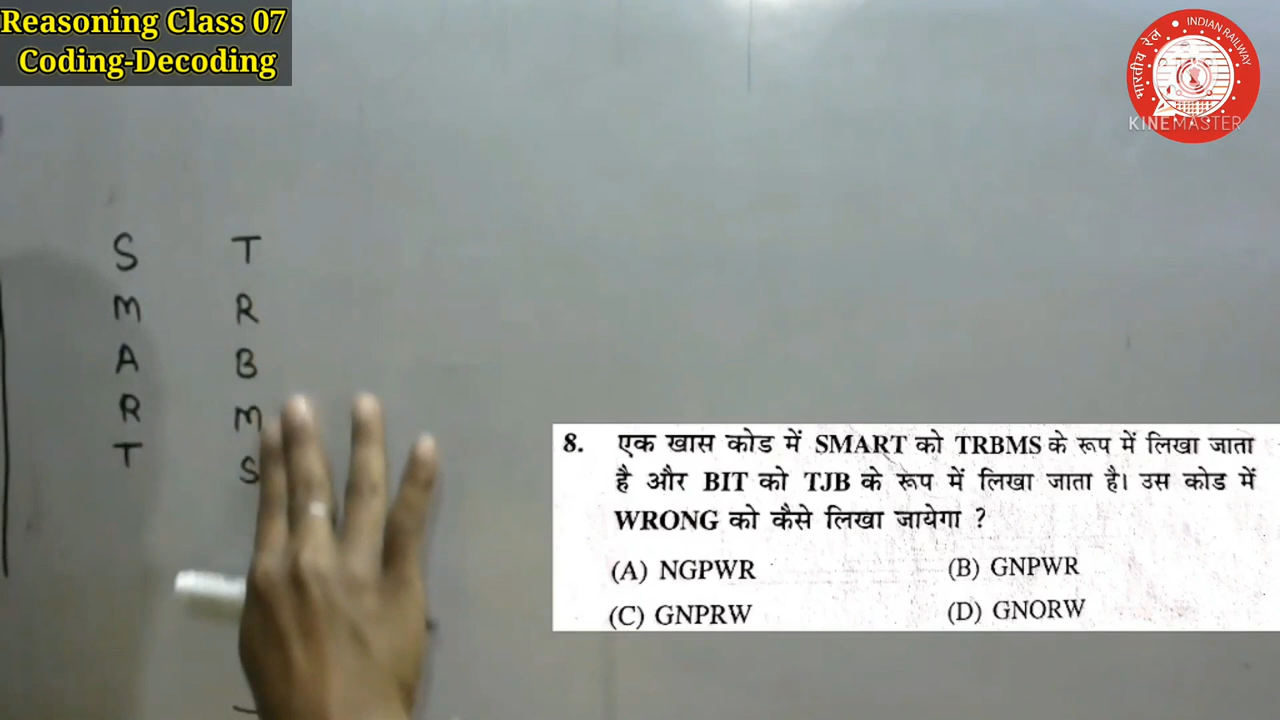 Reasoning Class 07
Coding-Decoding
भारतीय रेल
INDIAN RAILWAY
KINEMASTER
S T
M R
A B
R M
T S
8. एक खास कोड में SMART को TRBMS के रूप में लिखा जाता
है और BIT को TJB के रूप में लिखा जाता है। उस कोड में
WRONG को कैसे लिखा जायेगा ?
(A) NGPWR (B) GNPWR
(C) GNPRW (D) GNORW